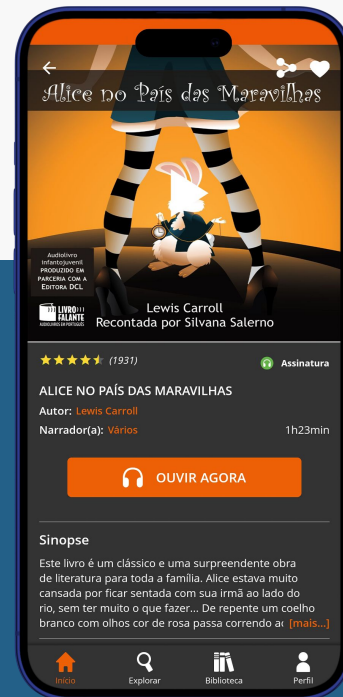 Alice no País das Maravilhas
Audiolivro
infantojuvenil
PRODUZIDO EM
PARCERIA COM A
EDITORA DCL
LIVRO
FALANTE
AUDIOLIVROS EM PORTUGUÊS
Lewis Carroll
Recontada por Silvana Salerno
(1931)
Assinatura
ALICE NO PAÍS DAS MARAVILHAS
Autor: Lewis Carroll
Narrador(a): Vários
1h23min
OUVIR AGORA
Sinopse
Este livro é um clássico e uma surpreendente obra
de literatura para toda a família. Alice estava muito
cansada por ficar sentada com sua irmã ao lado do
rio, sem ter muito o que fazer... De repente um coelho
branco com olhos cor de rosa passa correndo [mais...]
Início
Explorar
Biblioteca
Perfil